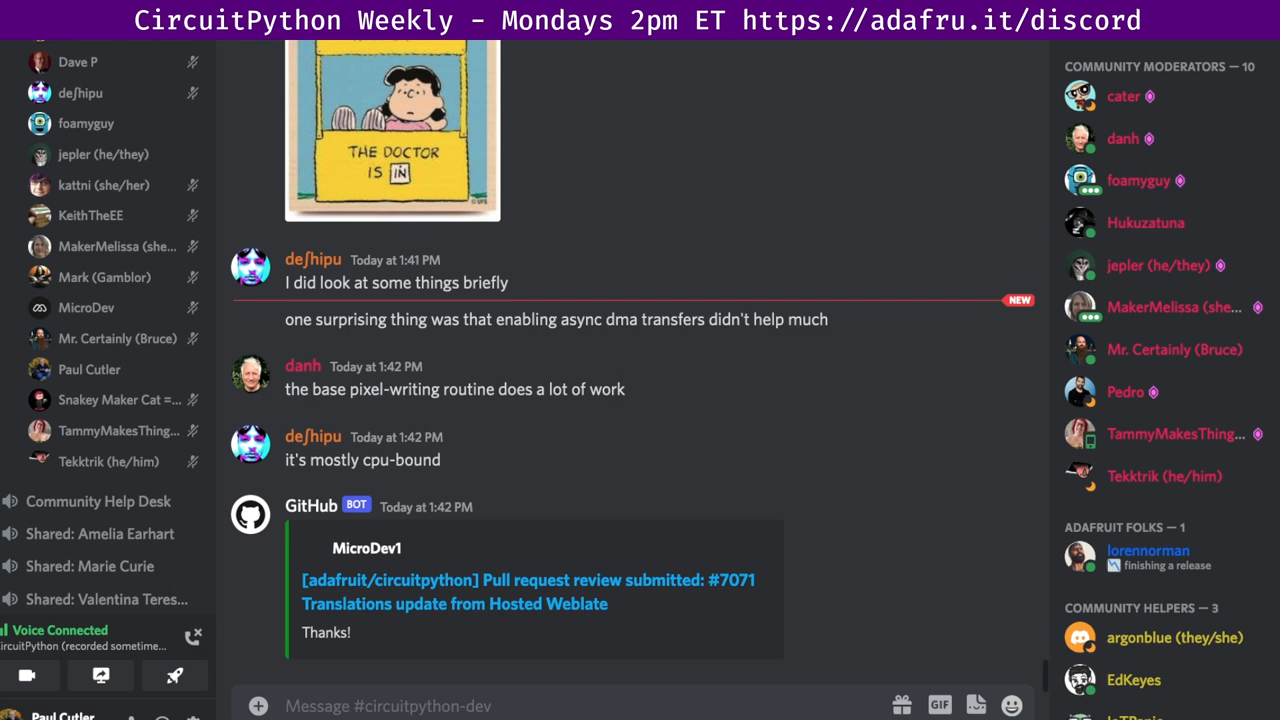 CircuitPython Weekly – Mondays 2pm ET https://adafru.it/discord
Dave P
deʃhipu
foamyguy
jepler (he/they)
kattni (she/her)
KeithTheEE
MakerMelissa (she...
Mark (Gamblor)
MicroDev
Mr. Certainly (Bruce)
Paul Cutler
Snakey Maker Cat =...
TammyMakesThing...
Tekktrik (he/him)
Community Help Desk
Shared: Amelia Earhart
Shared: Marie Curie
Shared: Valentina Teres...
Voice Connected
CircuitPython (recorded sometime...
Paul Cutler
THE DOCTOR
IS IN
deʃhipu Today at 1:41 PM
I did look at some things briefly
NEW
one surprising thing was that enabling async dma transfers didn't help much
danh Today at 1:42 PM
the base pixel-writing routine does a lot of work
deʃhipu Today at 1:42 PM
it's mostly cpu-bound
GitHub BOT Today at 1:42 PM
MicroDev1
[adafruit/circuitpython] Pull request review submitted: #7071
Translations update from Hosted Weblate
Thanks!
Message #circuitpython-dev
GIF
COMMUNITY MODERATORS — 10
cater
danh
foamyguy
Hukuzatuna
jepler (he/they)
MakerMelissa (she...
Mr. Certainly (Bruce)
Pedro
TammyMakesThing...
Tekktrik (he/him)
ADAFRUIT FOLKS — 1
lorennorman
finishing a release
COMMUNITY HELPERS — 3
argonblue (they/she)
EdKeyes